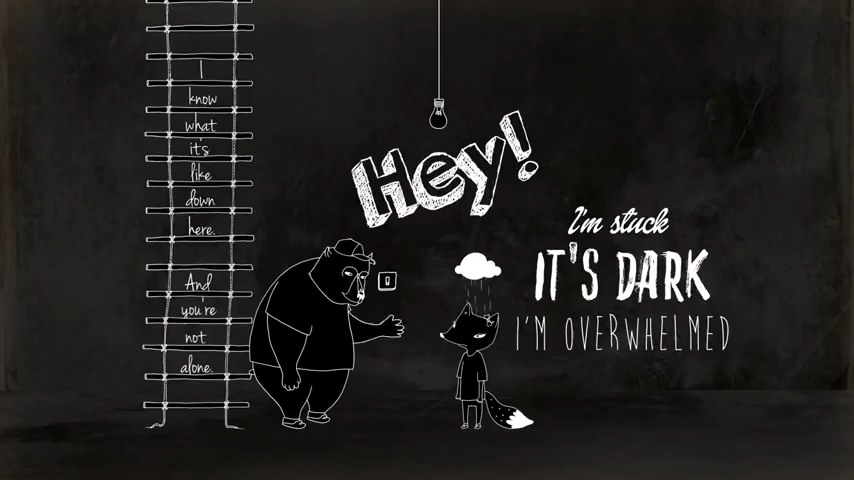 I
know
what
it's
like
down
here.
And
you're
not
alone.
Hey!
I'm stuck
IT'S DARK
I'M OVERWHELMED